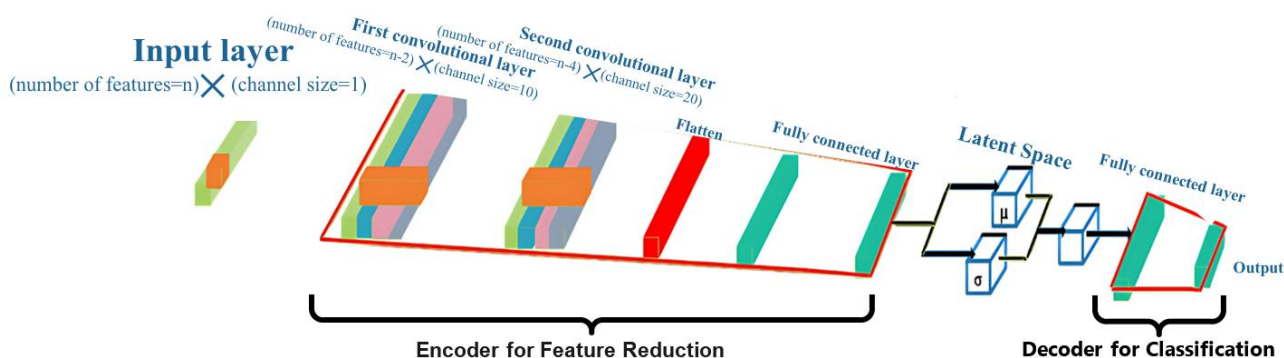 Input layer
(number of features=n)×(channel size=1)
First convolutional layer
(number of features=n-2)×(channel size=10)
Second convolutional layer
(number of features=n-4)×(channel size=20)
Flatten
Fully connected layer
Latent Space
μ
σ
Fully connected layer
Output
Encoder for Feature Reduction
Decoder for Classification